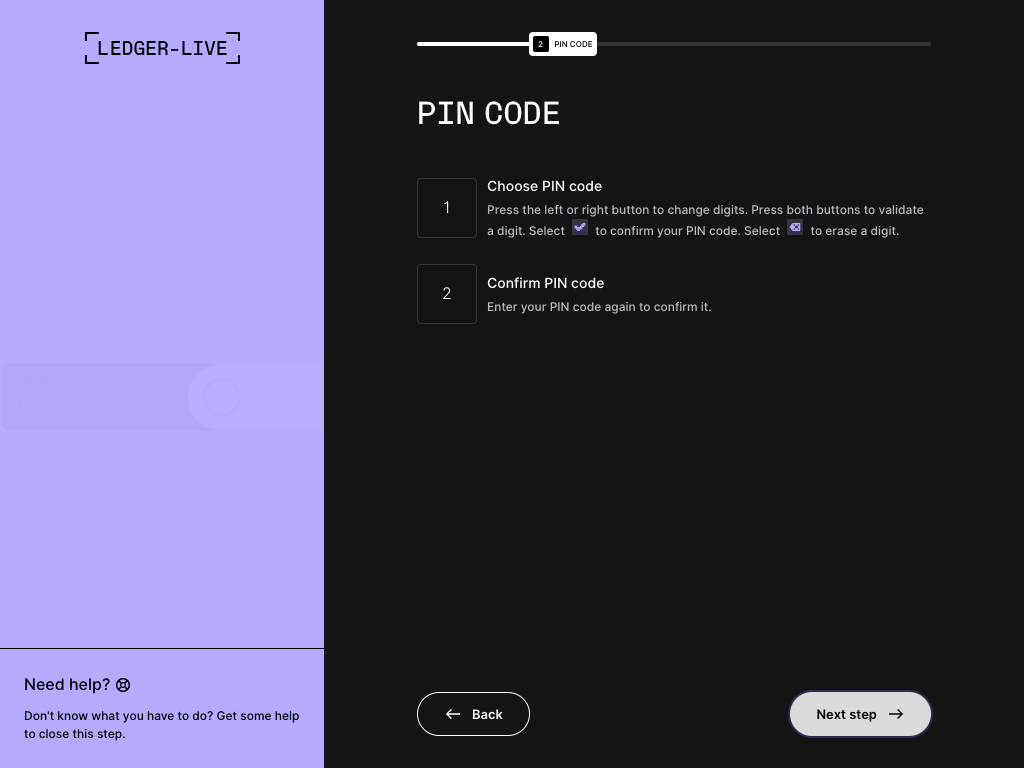 LEDGER-LIVE
2 PIN CODE
PIN CODE
1
Choose PIN code
Press the left or right button to change digits. Press both buttons to validate
a digit. Select to confirm your PIN code. Select to erase a digit.
2
Confirm PIN code
Enter your PIN code again to confirm it.
Need help?
Don't know what you have to do? Get some help
to close this step.
Back
Next step